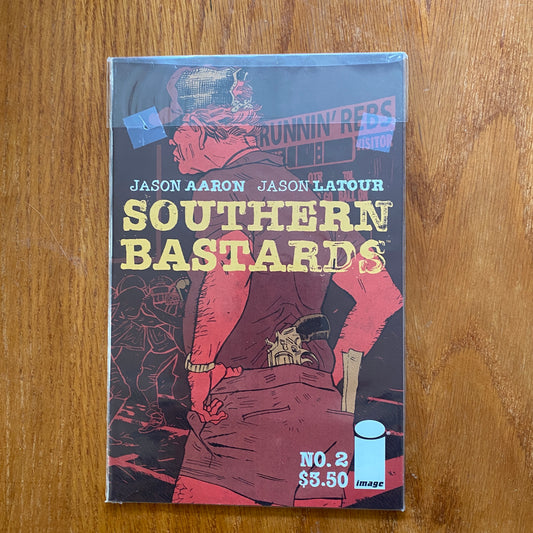 RUNNIN' REBS
VISITOR
JASON AARON JASON LATOUR
SOUTHERN
BASTARDS
NO. 2
$3.50
image